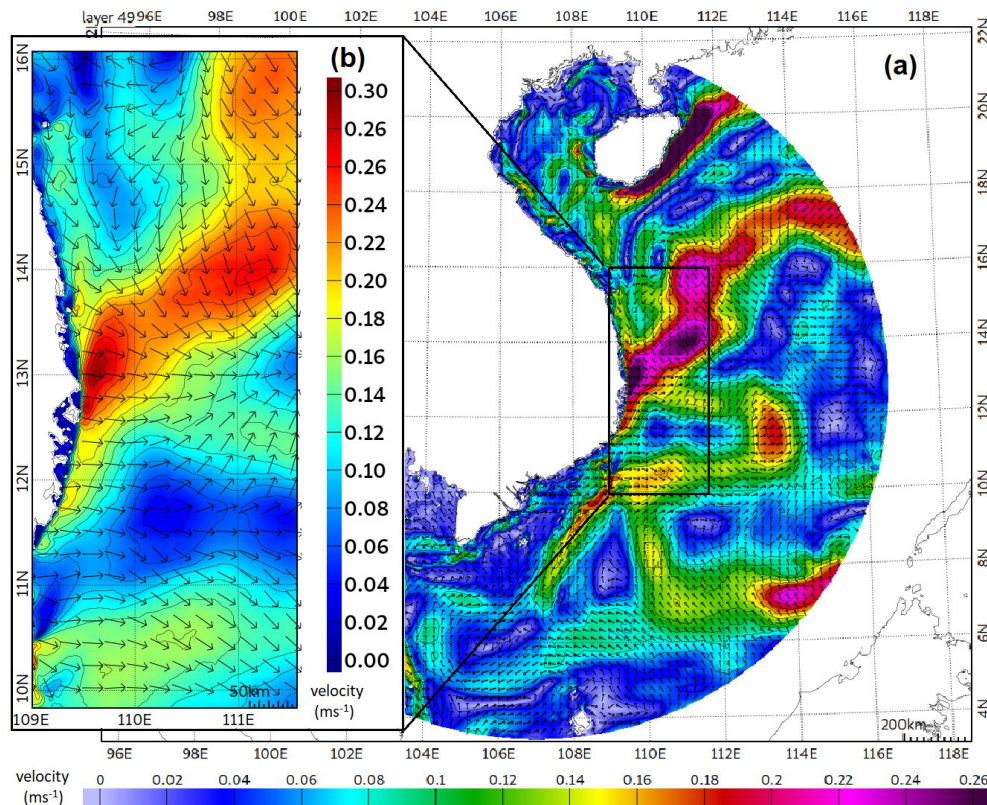 layer 49 96E 98E 100E 104E 106E 108E 110E 112E 114E 116E 118E
(b)
(a)
16N
15N
14N
13N
12N
11N
10N
0.30
0.28
0.26
0.24
0.22
0.20
0.18
0.16
0.14
0.12
0.10
0.08
0.06
0.04
0.02
0.00
velocity
(ms-1)
50km
109E 110E 111E
22N
20N
18N
16N
14N
12N
10N
8N
6N
4N
200km
96E 98E 100E 102E 104E 106E 108E 110E 112E 114E 116E 118E
velocity
(ms-1)
0 0.02 0.04 0.06 0.08 0.1 0.12 0.14 0.16 0.18 0.2 0.22 0.24 0.26